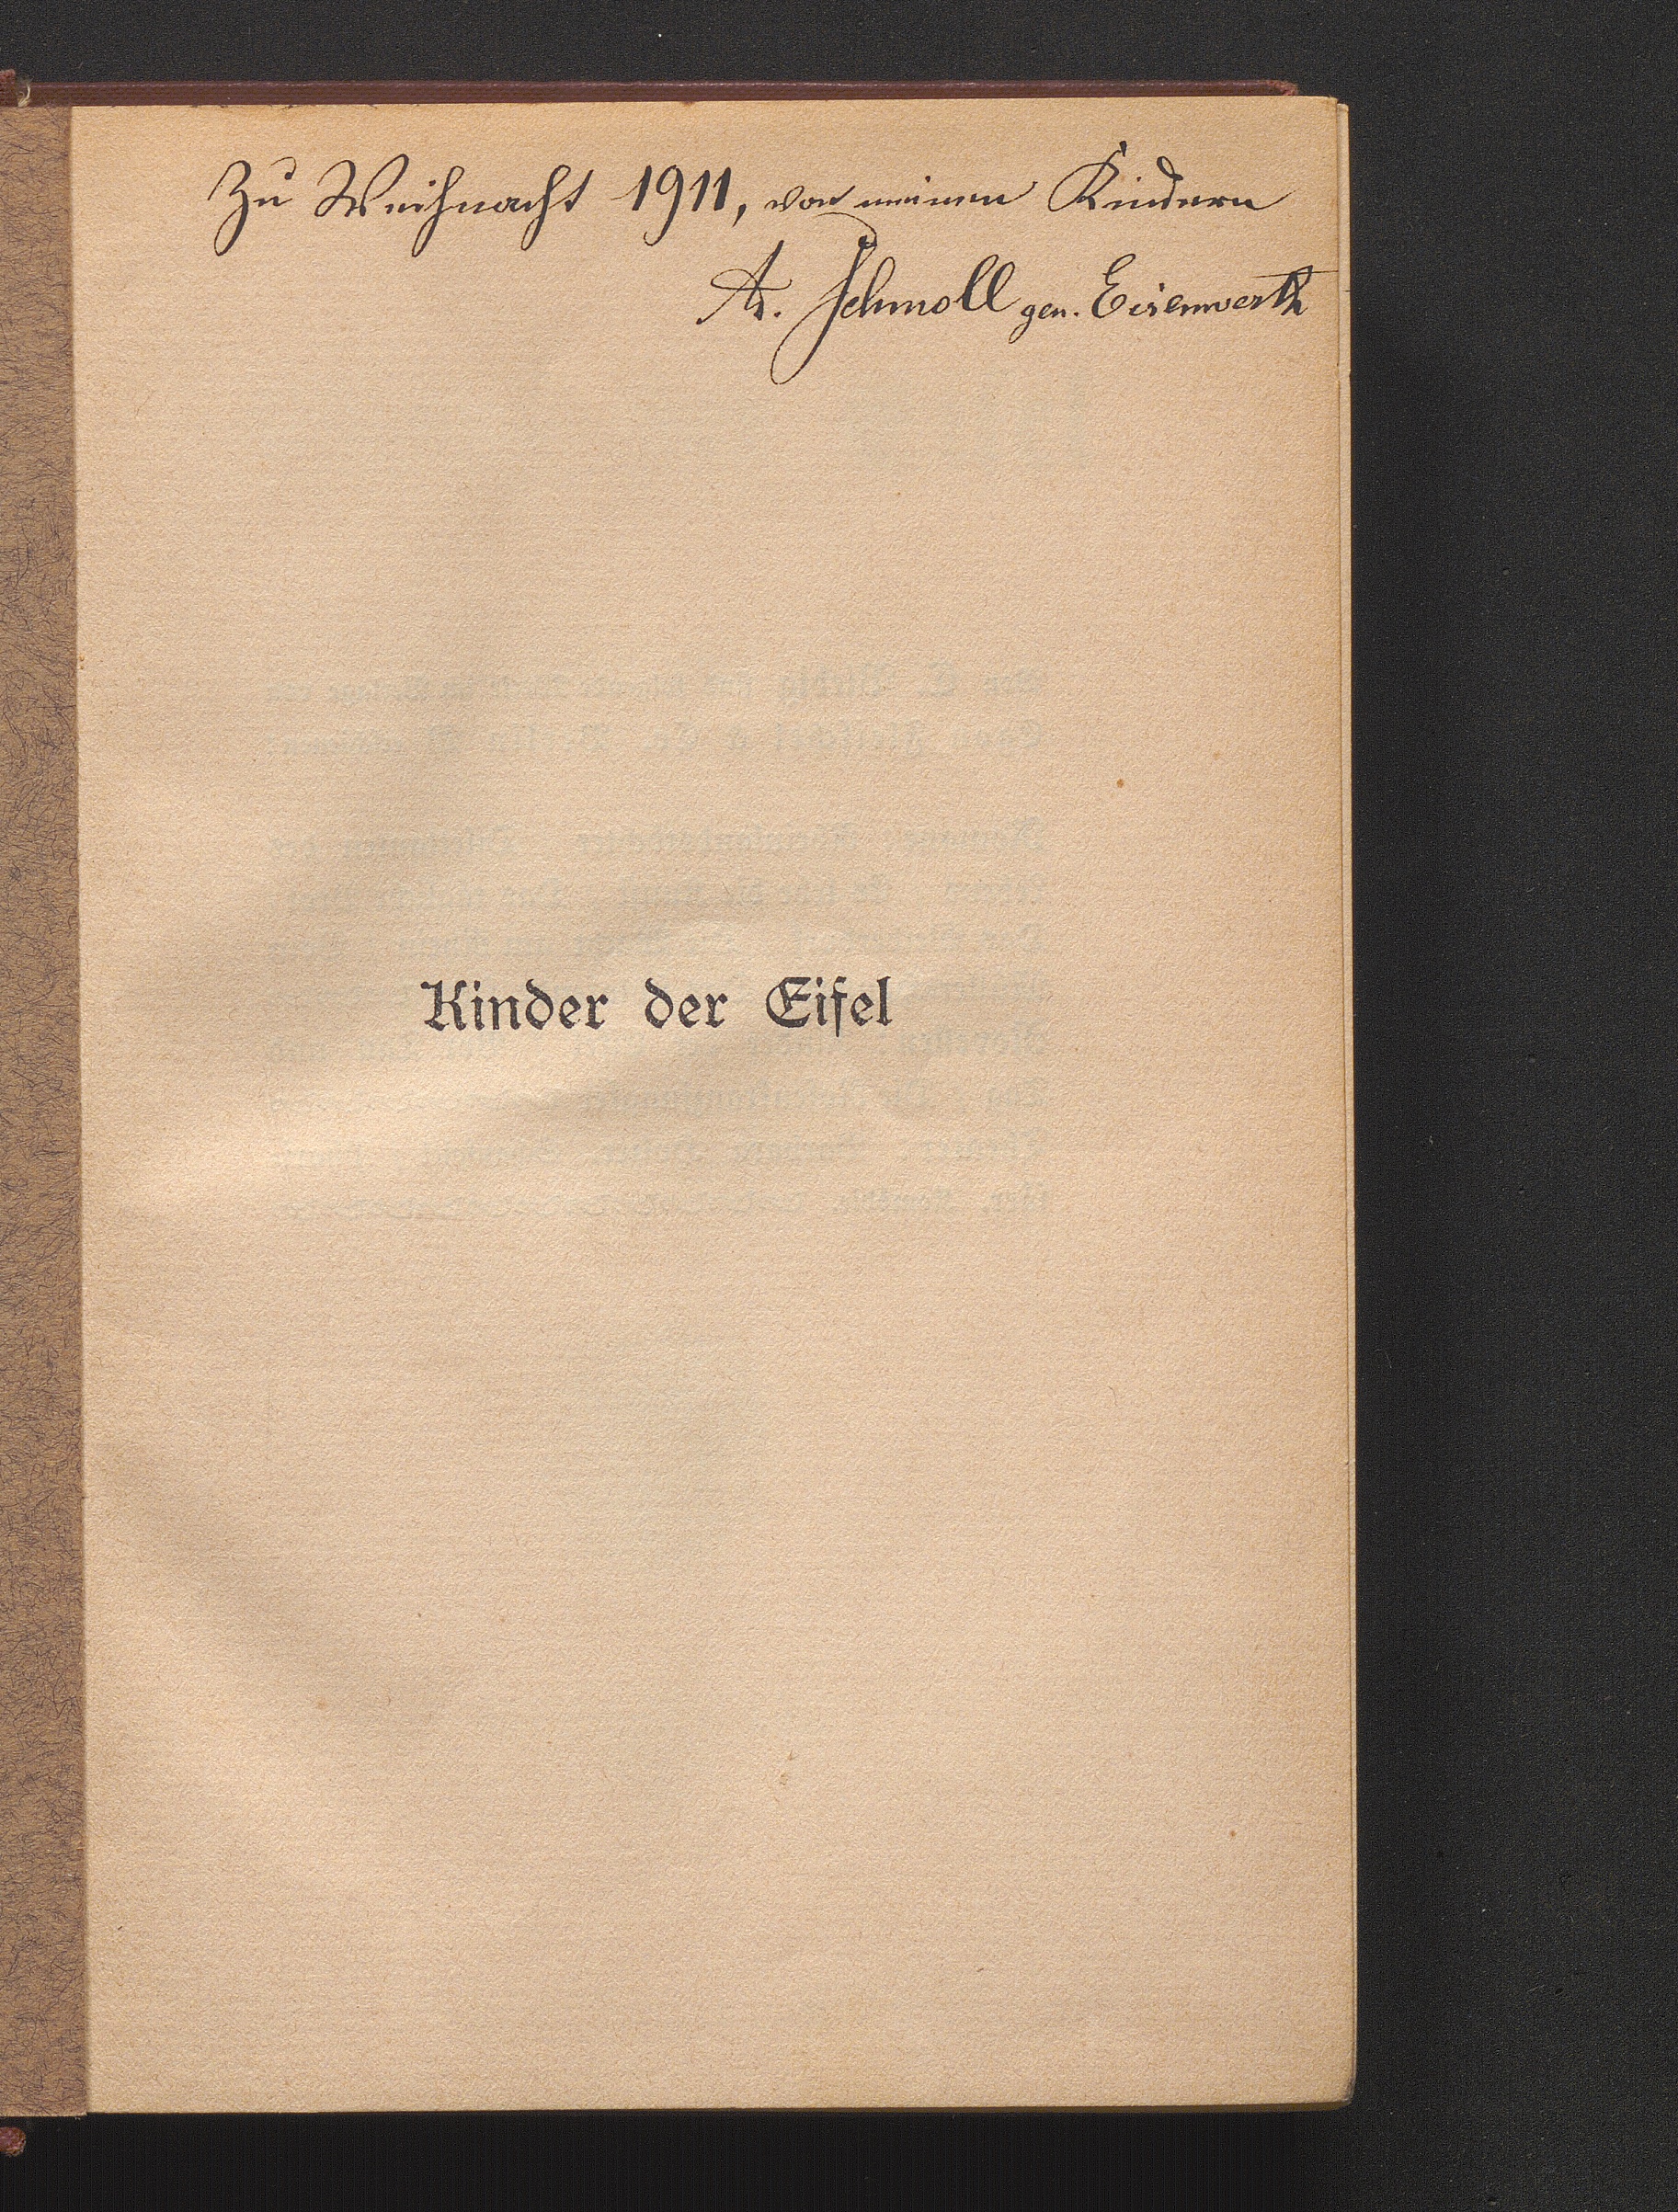 Zu Weihnacht 1911, von meinen Kindern
A. Schmoll gen. Eisenwerth
Kinder der Eifel